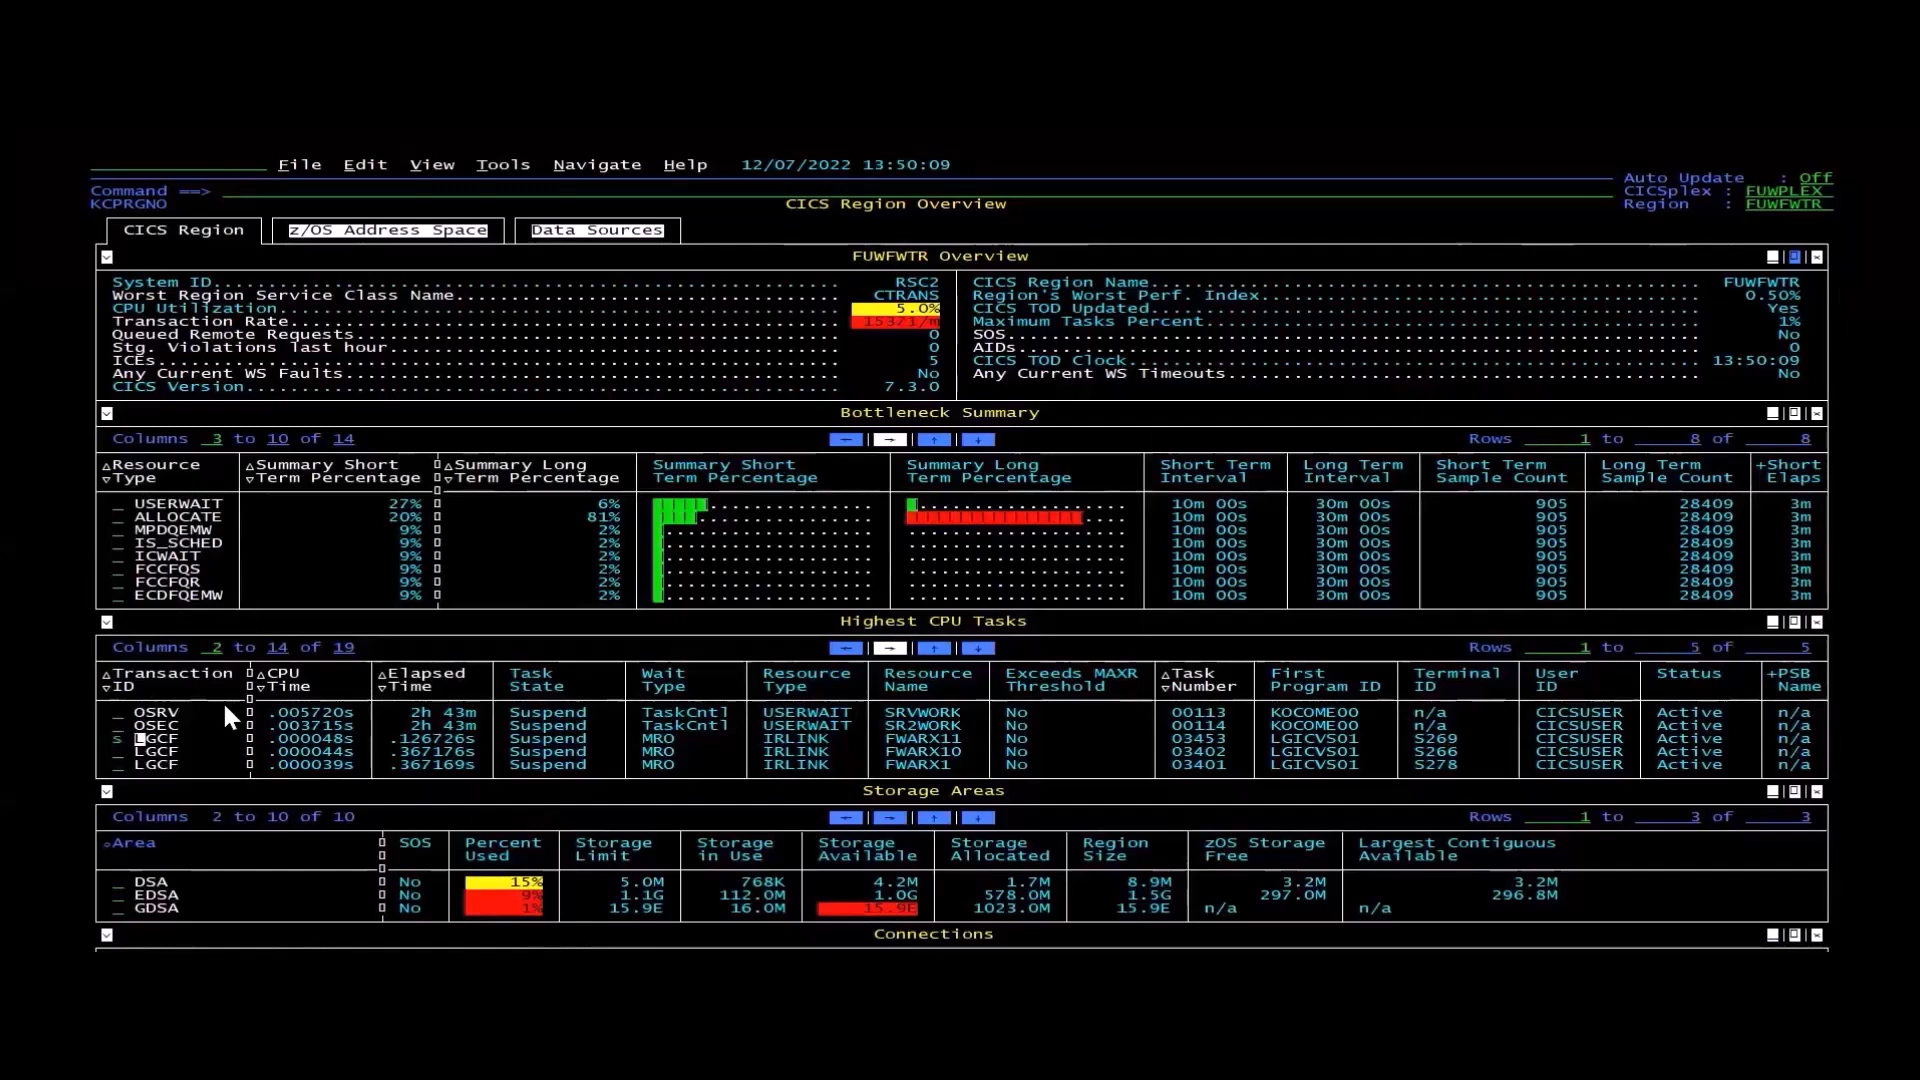 File Edit View Tools Navigate Help 12/07/2022 13:50:09
Auto Update : Off
Command ==>
CICSplex : FUWPLEX
KCPRGNO CICS Region Overview Region : FUWFWTR
CICS Region z/OS Address Space Data Sources
FUWFWTR Overview
System ID RSC2 CICS Region Name FUWFWTR
Worst Region Service Class Name CTRANS Region's Worst Perf. Index 0.50%
CPU Utilization 5.0% CICS TOD Updated Yes
Transaction Rate 15371/m Maximum Tasks Percent 1%
Queued Remote Requests 0 SOS No
Stg. Violations last hour 0 AIDs 0
ICEs 5 CICS TOD Clock 13:50:09
Any Current WS Faults No Any Current WS Timeouts No
CICS Version 7.3.0
Bottleneck Summary
Columns 3 to 10 of 14 Rows 1 to 8 of 8
Resource Summary Short Summary Long Summary Short Summary Long Short Term Long Term Short Term Long Term +Short
Type Term Percentage Term Percentage Term Percentage Term Percentage Interval Interval Sample Count Sample Count Elaps
_ USERWAIT 27% 6% 10m 00s 30m 00s 905 28409 3m
_ ALLOCATE 20% 81% 10m 00s 30m 00s 905 28409 3m
_ MPDQEMW 9% 2% 10m 00s 30m 00s 905 28409 3m
_ IS_SCHED 9% 2% 10m 00s 30m 00s 905 28409 3m
_ ICWAIT 9% 2% 10m 00s 30m 00s 905 28409 3m
_ FCCFQS 9% 2% 10m 00s 30m 00s 905 28409 3m
_ FCCFQR 9% 2% 10m 00s 30m 00s 905 28409 3m
_ ECDFQEMW 9% 2% 10m 00s 30m 00s 905 28409 3m
Highest CPU Tasks
Columns 2 to 14 of 19 Rows 1 to 5 of 5
Transaction CPU Elapsed Task Wait Resource Resource Exceeds MAXR Task First Terminal User Status +PSB
ID Time Time State Type Type Name Threshold Number Program ID ID ID Name
_ OSRV .005720s 2h 43m Suspend TaskCntl USERWAIT SRVWORK No 00113 KOCOME00 n/a CICSUSER Active n/a
_ OSEC .003715s 2h 43m Suspend TaskCntl USERWAIT SR2WORK No 00114 KOCOME00 n/a CICSUSER Active n/a
s LGCF .000048s .126726s Suspend MRO IRLINK FWARX11 No 03453 LGICVS01 S269 CICSUSER Active n/a
_ LGCF .000044s .367176s Suspend MRO IRLINK FWARX10 No 03402 LGICVS01 S266 CICSUSER Active n/a
_ LGCF .000039s .367169s Suspend MRO IRLINK FWARX1 No 03401 LGICVS01 S278 CICSUSER Active n/a
Storage Areas
Columns 2 to 10 of 10 Rows 1 to 3 of 3
Area SOS Percent Storage Storage Storage Storage Region zOS Storage Largest Contiguous
Used Limit in Use Available Allocated Size Free Available
_ DSA No 15% 5.0M 768K 4.2M 1.7M 8.9M 3.2M 3.2M
_ EDSA No 9% 1.1G 112.0M 1.0G 578.0M 1.5G 297.0M 296.8M
_ GDSA No 1% 15.9E 16.0M 15.9E 1023.0M 15.9E n/a n/a
Connections